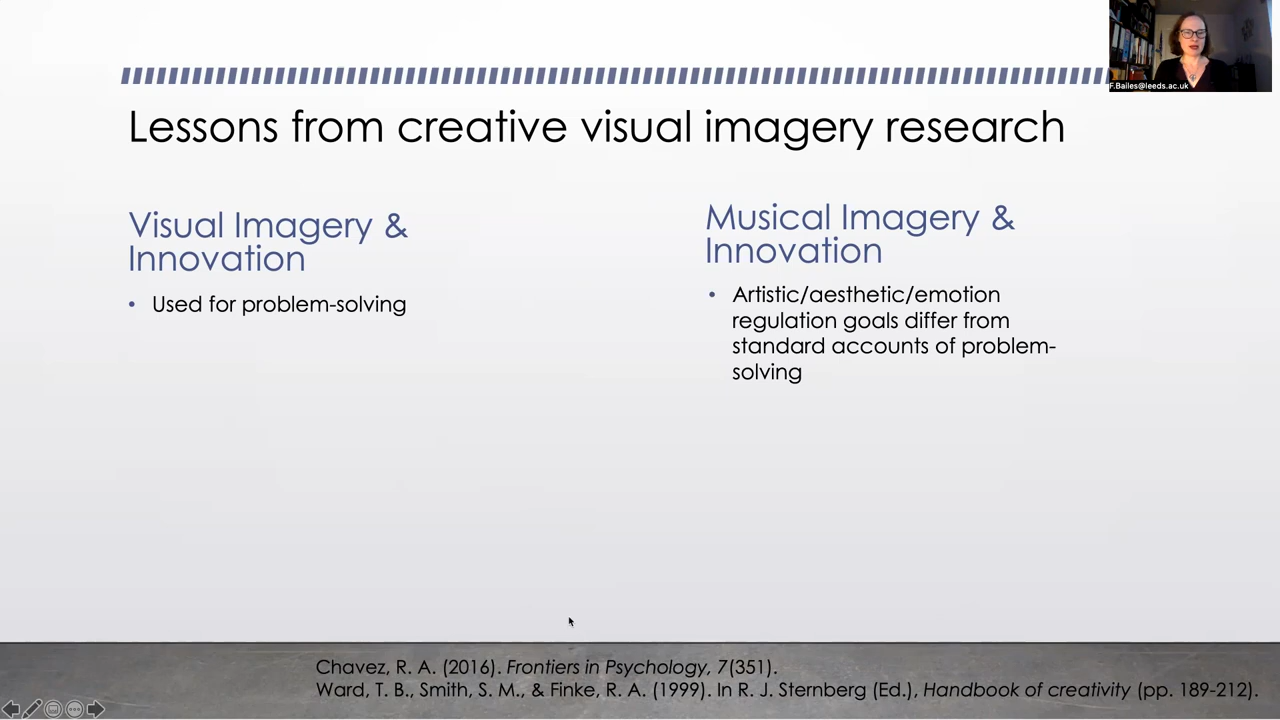 F.Bailes@leeds.ac.uk
Lessons from creative visual imagery research
Visual Imagery &
Innovation
• Used for problem-solving
Musical Imagery &
Innovation
• Artistic/aesthetic/emotion
regulation goals differ from
standard accounts of problem-
solving
Chavez, R. A. (2016). Frontiers in Psychology, 7(351).
Ward, T. B., Smith, S. M., & Finke, R. A. (1999). In R. J. Sternberg (Ed.), Handbook of creativity (pp. 189-212).